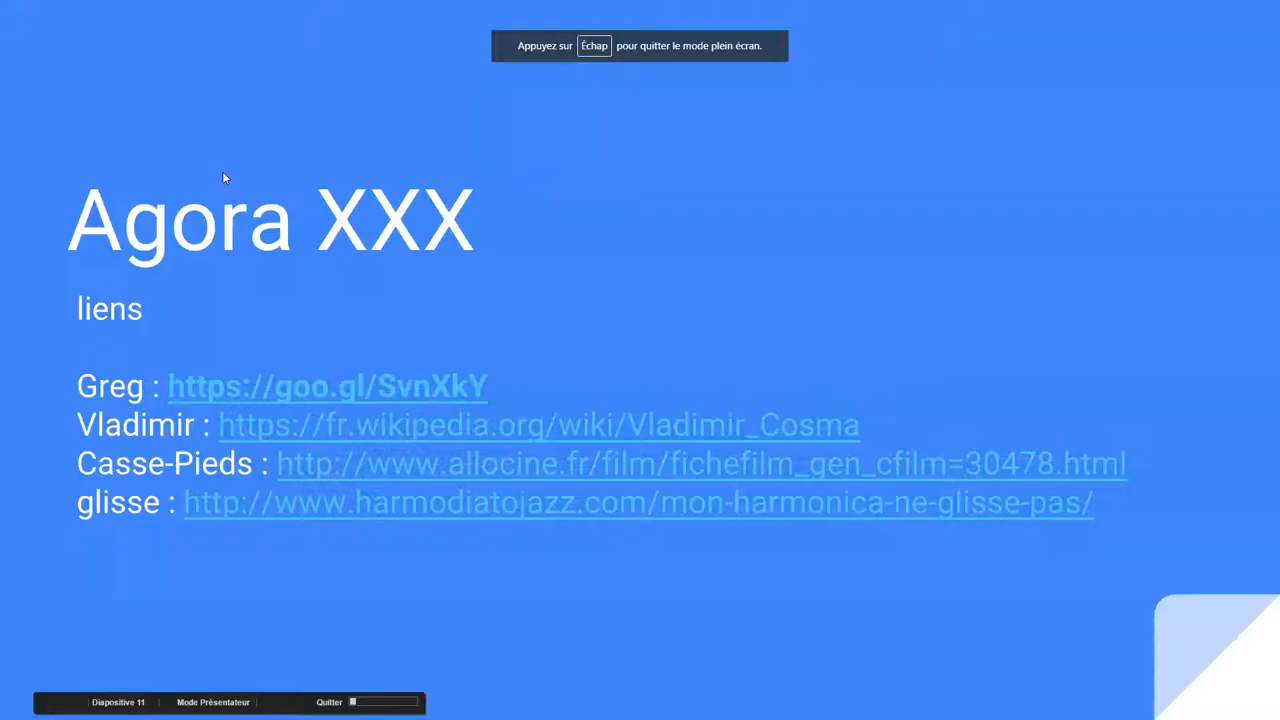 Appuyez sur Échap pour quitter le mode plein écran.
Agora XXX
liens
Greg : https://goo.gl/SvnXkY
Vladimir : https://fr.wikipedia.org/wiki/Vladimir_Cosma
Casse-Pieds : http://www.allocine.fr/film/fichefilm_gen_cfilm=30478.html
glisse : http://www.harmodiatojazz.com/mon-harmonica-ne-glisse-pas/
Diapositive 11 | Mode Présentateur | Quitter